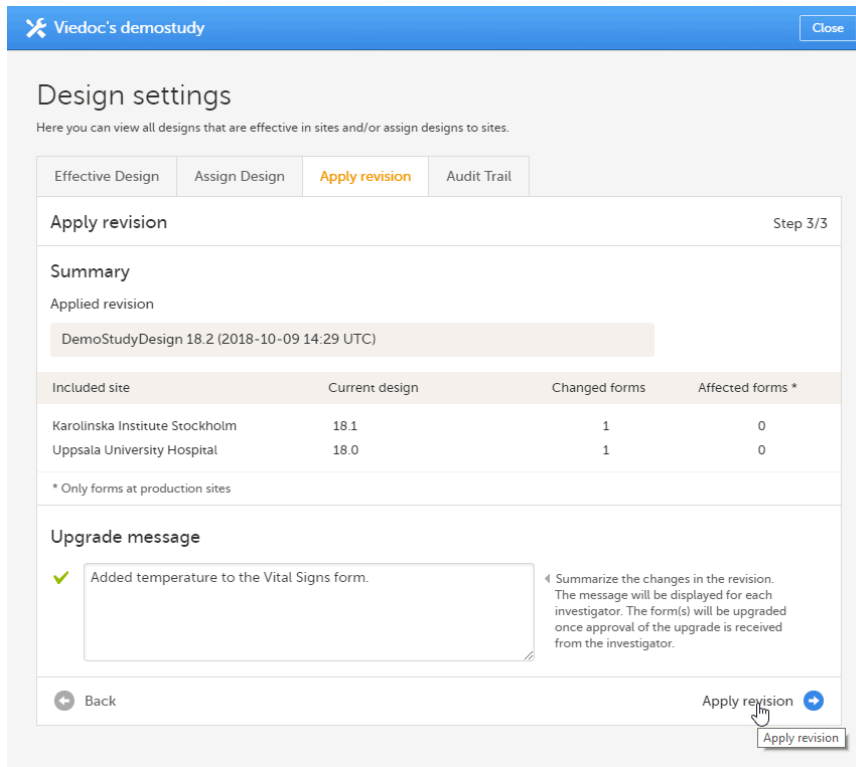 Viedoc's demostudy
Close
Design settings
Here you can view all designs that are effective in sites and/or assign designs to sites.
Effective Design
Assign Design
Apply revision
Audit Trail
Apply revision
Step 3/3
Summary
Applied revision
DemoStudyDesign 18.2 (2018-10-09 14:29 UTC)
Included site Current design Changed forms Affected forms *
Karolinska Institute Stockholm 18.1 1 0
Uppsala University Hospital 18.0 1 0
* Only forms at production sites
Upgrade message
Added temperature to the Vital Signs form.
Summarize the changes in the revision.
The message will be displayed for each
investigator. The form(s) will be upgraded
once approval of the upgrade is received
from the investigator.
Back
Apply revision
Apply revision